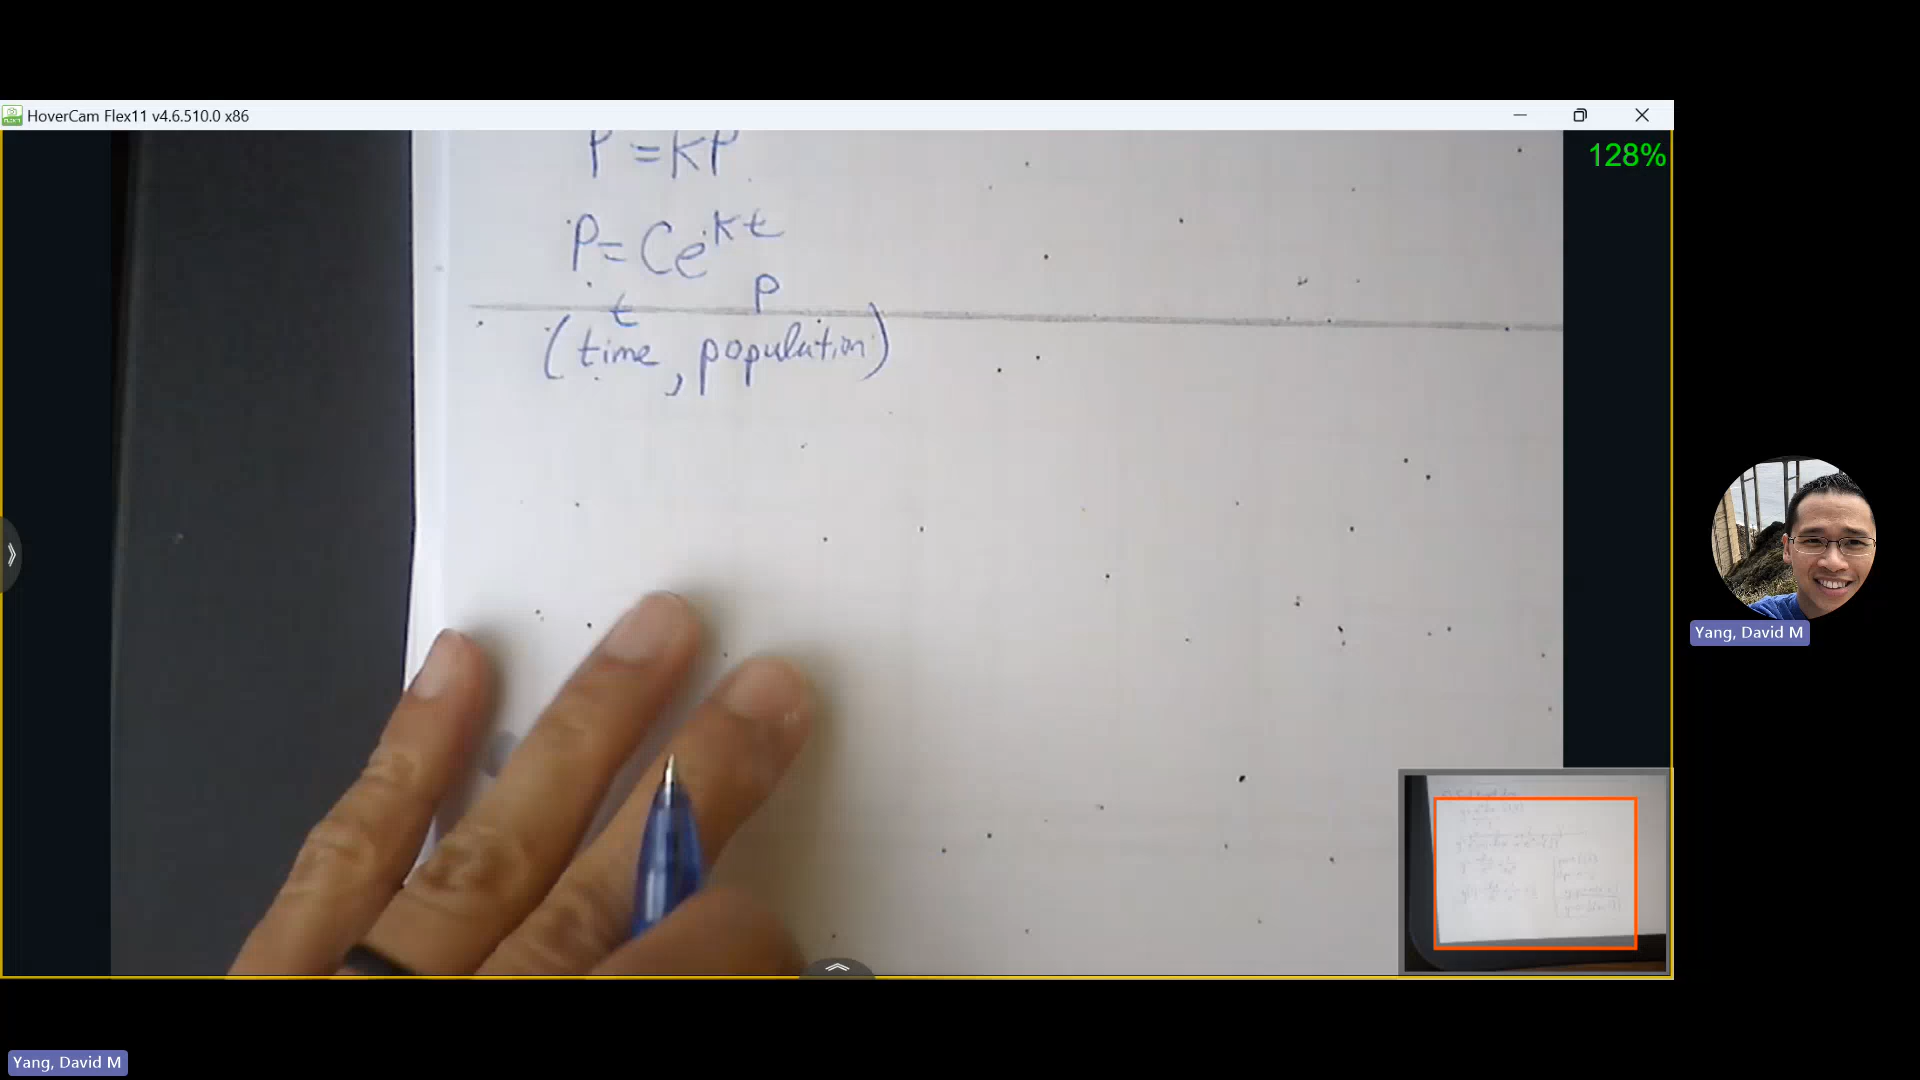 HoverCam Flex11 v4.6.510.0 x86
128%
P = KP
P = Ce^kt
t P
(time, population)
Yang, David M
Yang, David M